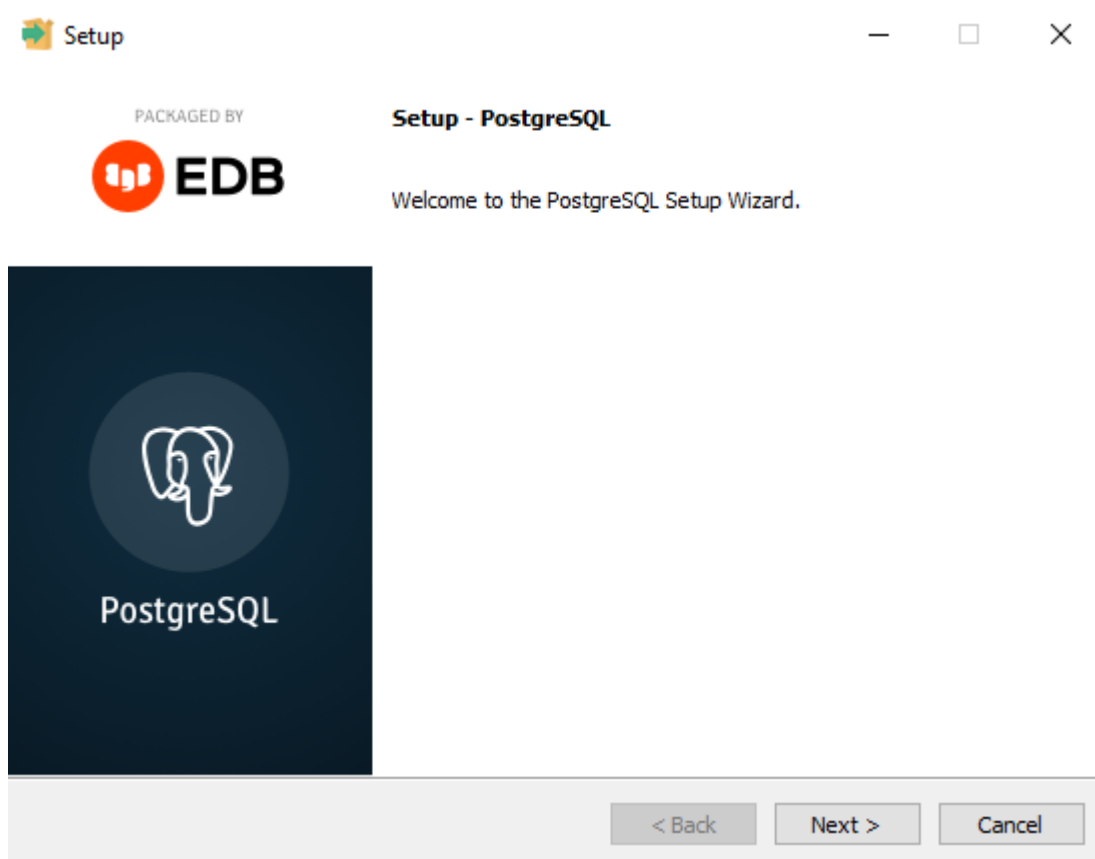 Setup
PACKAGED BY
EDB
Setup - PostgreSQL
Welcome to the PostgreSQL Setup Wizard.
PostgreSQL
< Back
Next >
Cancel